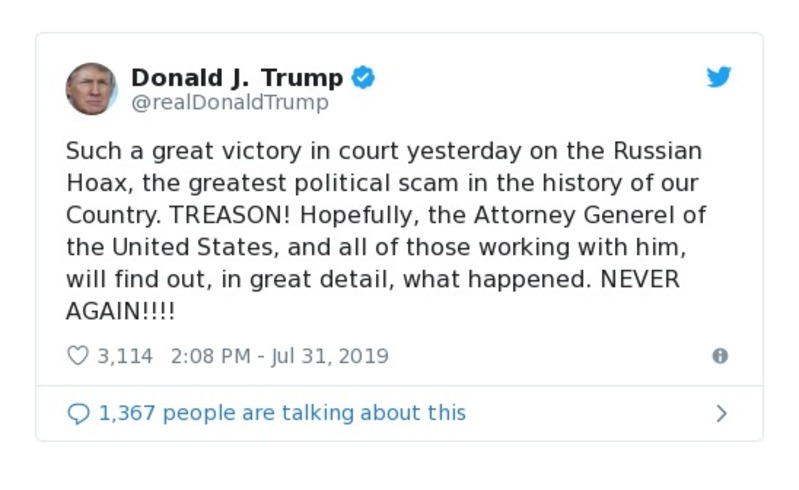 Donald J. Trump
@realDonaldTrump
Such a great victory in court yesterday on the Russian
Hoax, the greatest political scam in the history of our
Country. TREASON! Hopefully, the Attorney Generel of
the United States, and all of those working with him,
will find out, in great detail, what happened. NEVER
AGAIN!!!!
3,114 2:08 PM - Jul 31, 2019
1,367 people are talking about this